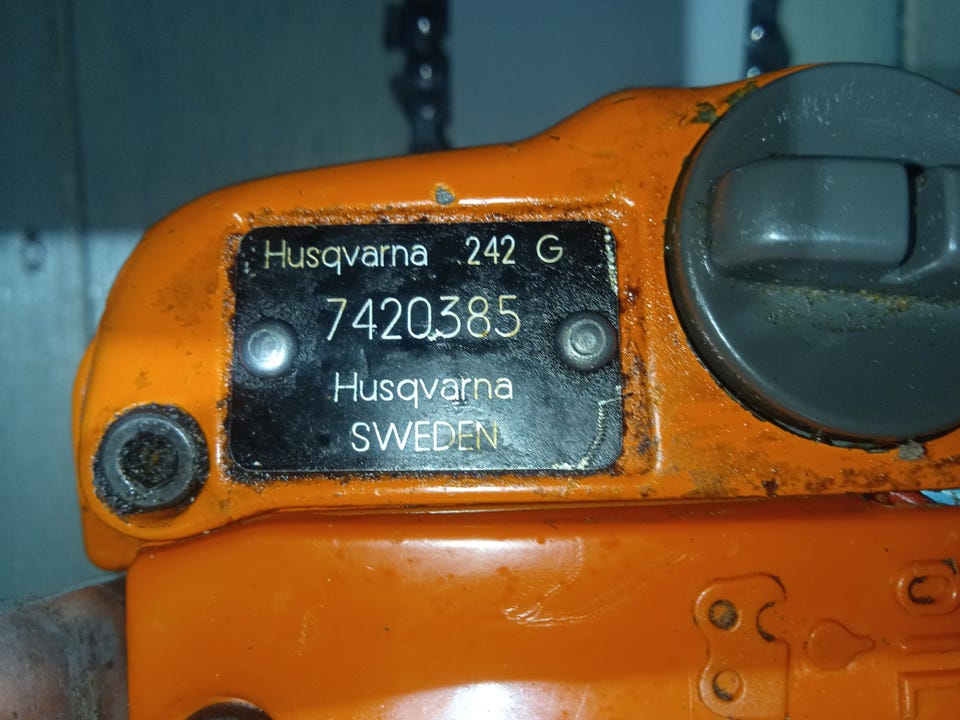 Husqvarna 242 G
7420385
Husqvarna
SWEDEN